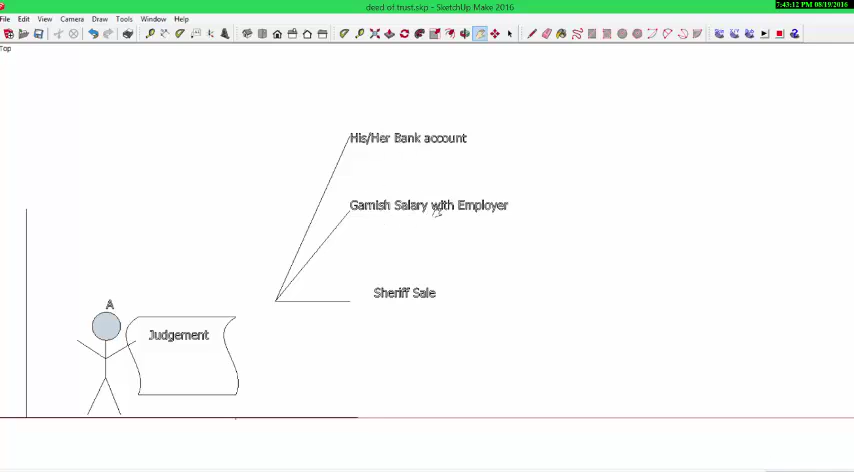 deed of trust.skp - SketchUp Make 2016
7:43:12 PM 08/19/2016
File Edit View Camera Draw Tools Window Help
Top
His/Her Bank account
Garnish Salary with Employer
Sheriff Sale
A
Judgement